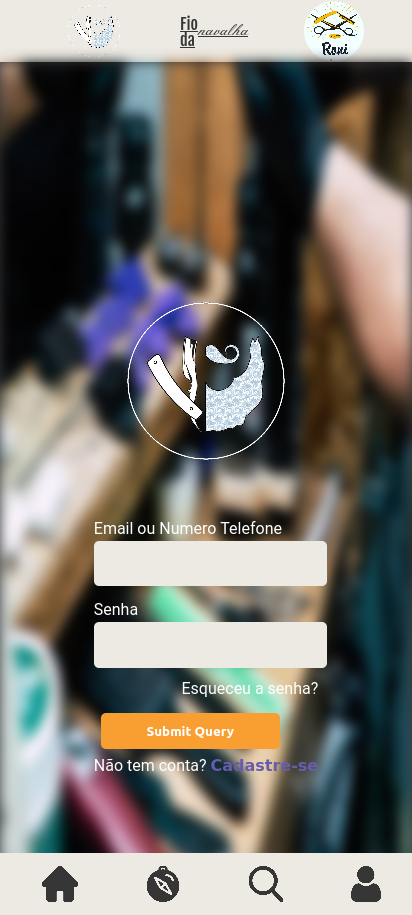 Fio
da navalha
Roni
Email ou Numero Telefone
Senha
Esqueceu a senha?
Submit Query
Não tem conta? Cadastre-se